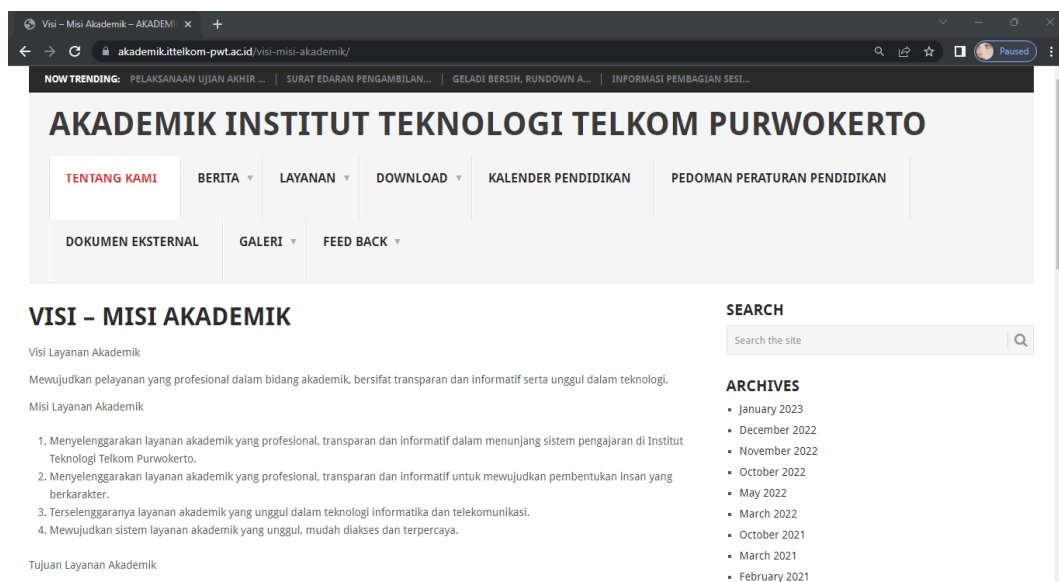 Visi – Misi Akademik – AKADEMI
akademik.ittelkom-pwt.ac.id/visi-misi-akademik/
Paused
NOW TRENDING: PELAKSANAAN UJIAN AKHIR ... | SURAT EDARAN PENGAMBILAN... | GELADI BERSIH, RUNDOWN A... | INFORMASI PEMBAGIAN SESI...
AKADEMIK INSTITUT TEKNOLOGI TELKOM PURWOKERTO
TENTANG KAMI BERITA LAYANAN DOWNLOAD KALENDER PENDIDIKAN PEDOMAN PERATURAN PENDIDIKAN
DOKUMEN EKSTERNAL GALERI FEED BACK
VISI – MISI AKADEMIK
Visi Layanan Akademik
Mewujudkan pelayanan yang profesional dalam bidang akademik, bersifat transparan dan informatif serta unggul dalam teknologi.
Misi Layanan Akademik
1. Menyelenggarakan layanan akademik yang profesional, transparan dan informatif dalam menunjang sistem pengajaran di Institut
Teknologi Telkom Purwokerto.
2. Menyelenggarakan layanan akademik yang profesional, transparan dan informatif untuk mewujudkan pembentukan insan yang
berkarakter.
3. Terselenggaranya layanan akademik yang unggul dalam teknologi informatika dan telekomunikasi.
4. Mewujudkan sistem layanan akademik yang unggul, mudah diakses dan terpercaya.
Tujuan Layanan Akademik
SEARCH
Search the site
ARCHIVES
January 2023
December 2022
November 2022
October 2022
May 2022
March 2022
October 2021
March 2021
February 2021